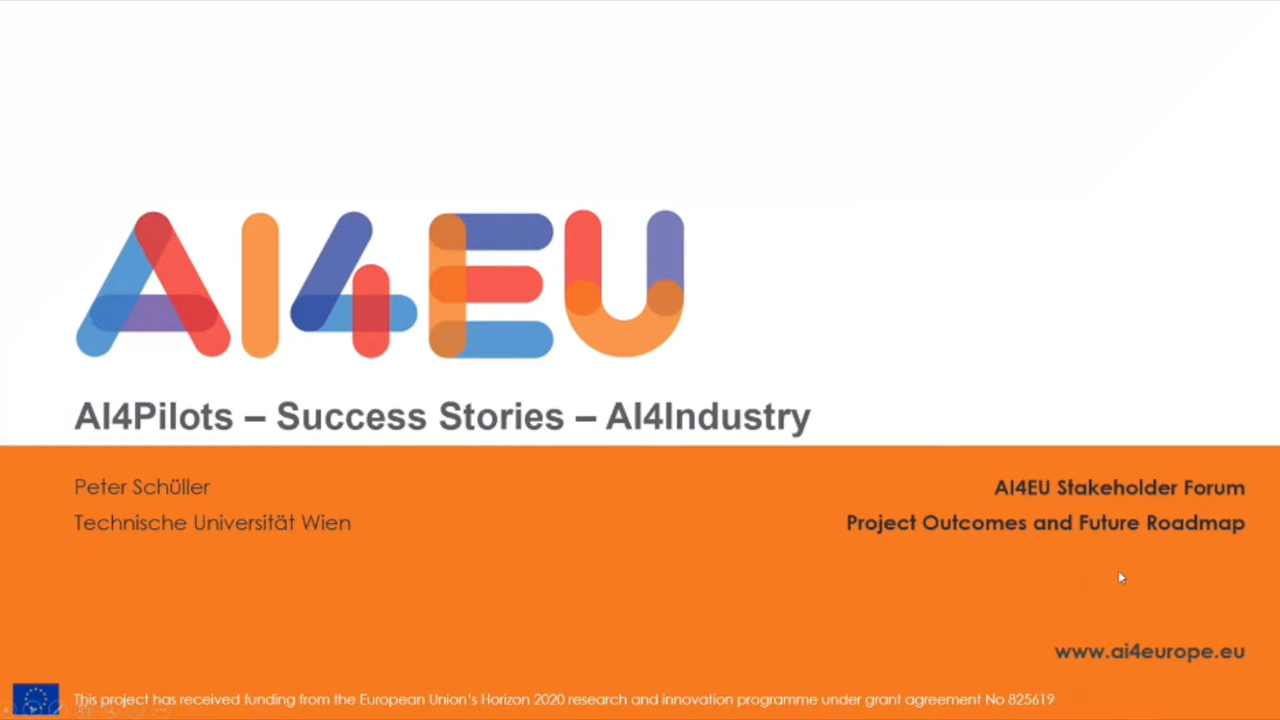 AI4EU
AI4Pilots – Success Stories – AI4Industry
Peter Schüller
Technische Universität Wien
AI4EU Stakeholder Forum
Project Outcomes and Future Roadmap
www.ai4europe.eu
This project has received funding from the European Union's Horizon 2020 research and innovation programme under grant agreement No 825619